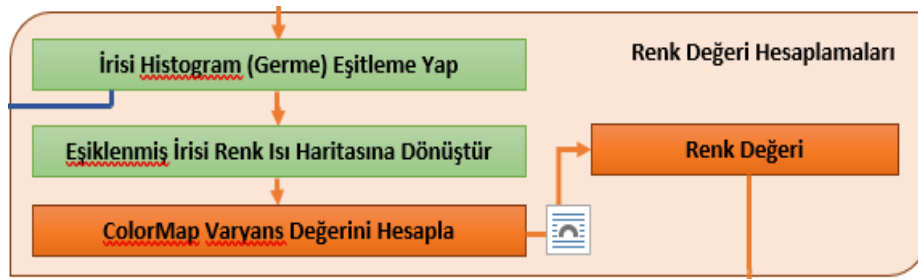 İrisi Histogram (Germe) Eşitleme Yap
Renk Değeri Hesaplamaları
Eşiklenmiş İrisi Renk Isı Haritasına Dönüştür
Renk Değeri
ColorMap Varyans Değerini Hesapla